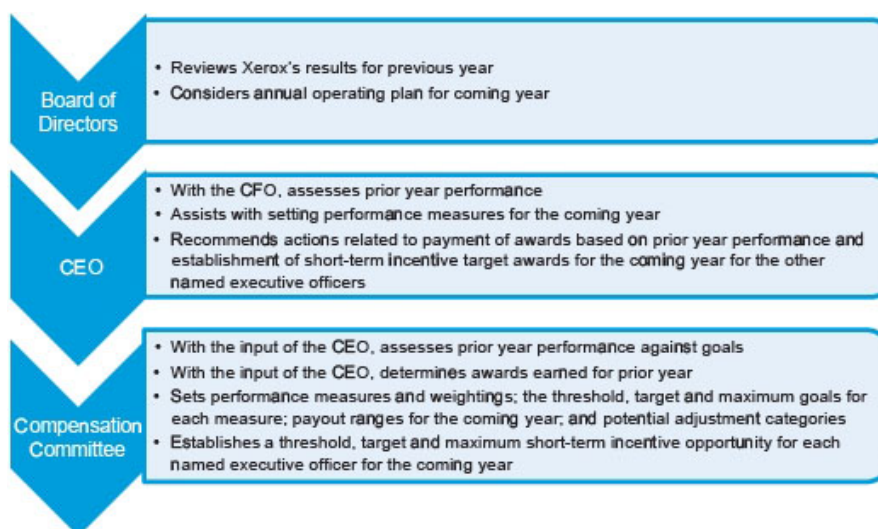 Board of
Directors
• Reviews Xerox's results for previous year
• Considers annual operating plan for coming year
CEO
• With the CFO, assesses prior year performance
• Assists with setting performance measures for the coming year
• Recommends actions related to payment of awards based on prior year performance and
establishment of short-term incentive target awards for the coming year for the other
named executive officers
Compensation
Committee
• With the input of the CEO, assesses prior year performance against goals
• With the input of the CEO, determines awards earned for prior year
• Sets performance measures and weightings; the threshold, target and maximum goals for
each measure; payout ranges for the coming year; and potential adjustment categories
• Establishes a threshold, target and maximum short-term incentive opportunity for each
named executive officer for the coming year